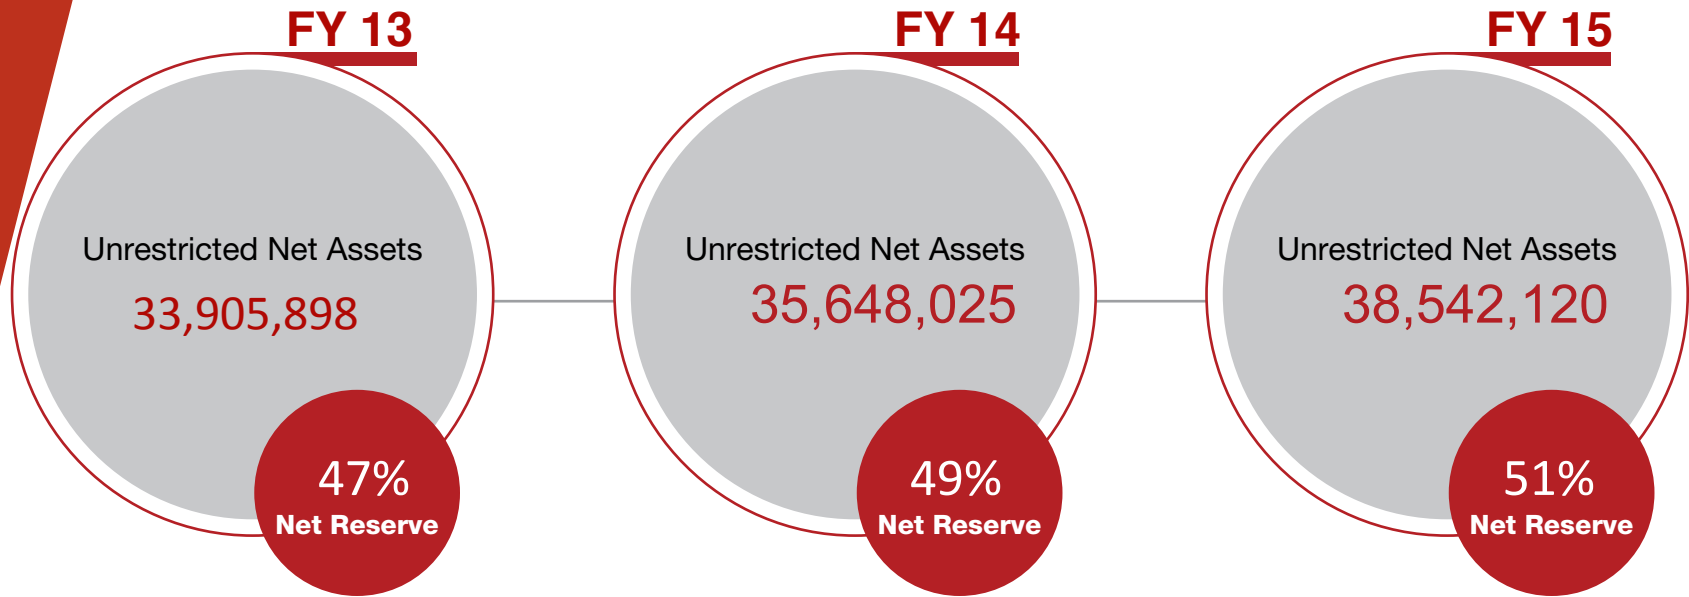 FY 13
Unrestricted Net Assets
33,905,898
47%
Net Reserve
FY 14
Unrestricted Net Assets
35,648,025
49%
Net Reserve
FY 15
Unrestricted Net Assets
38,542,120
51%
Net Reserve